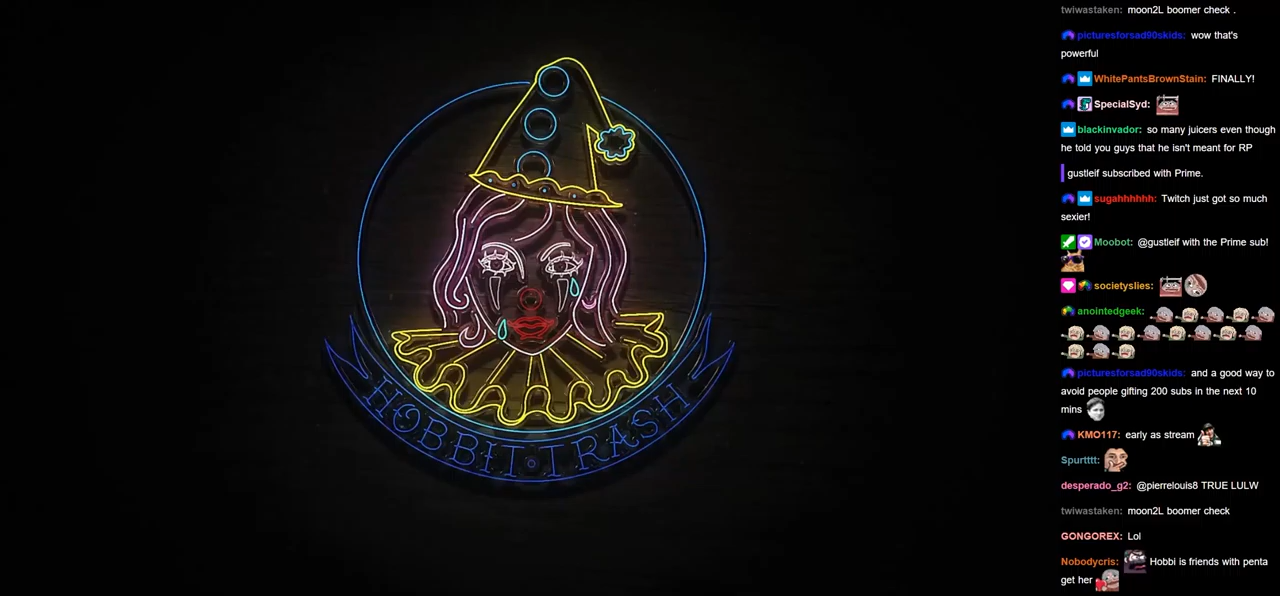 HOBBIT TRASH
twiwastaken: moon2L boomer check .
picturesforsad90skids: wow that's
powerful
WhitePantsBrownStain: FINALLY!
SpecialSyd:
blackinvador: so many juicers even though
he told you guys that he isn't meant for RP
gustleif subscribed with Prime.
sugahhhhhh: Twitch just got so much
sexier!
Moobot: @gustleif with the Prime sub!
societyslies:
anointedgeek:
picturesforsad90skids: and a good way to
avoid people gifting 200 subs in the next 10
mins
KMO117: early as stream
Spurtttt:
desperado_g2: @pierrelouis8 TRUE LULW
twiwastaken: moon2L boomer check
GONGOREX: Lol
Nobodycris: Hobbi is friends with penta
get her